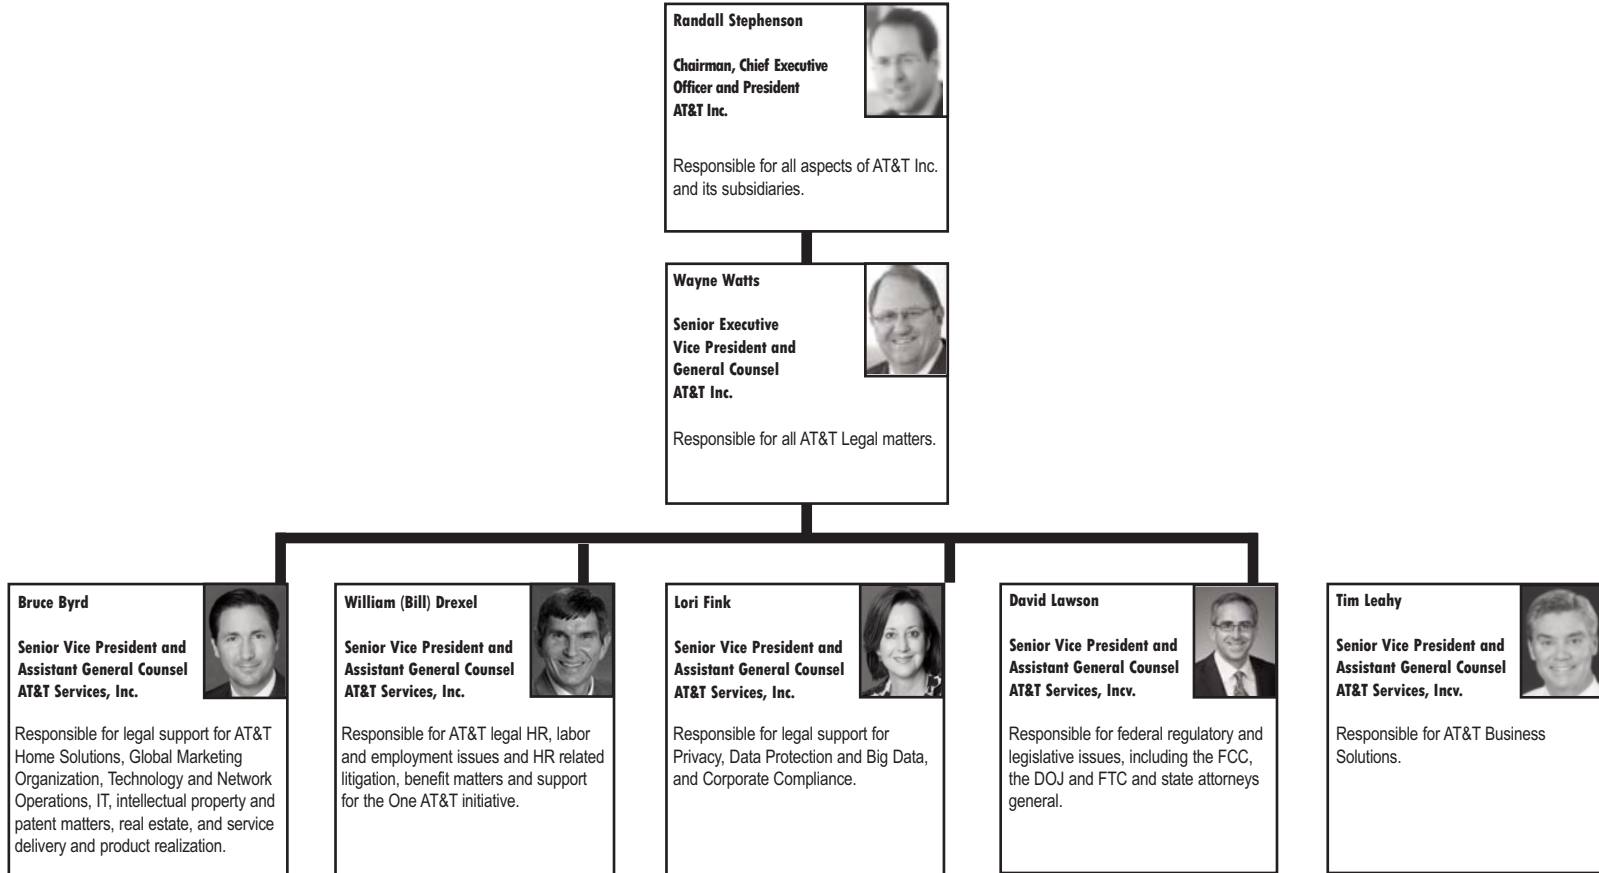 Randall Stephenson
Chairman, Chief Executive
Officer and President
AT&T Inc.
Responsible for all aspects of AT&T Inc.
and its subsidiaries.
Wayne Watts
Senior Executive
Vice President and
General Counsel
AT&T Inc.
Responsible for all AT&T Legal matters.
Bruce Byrd
Senior Vice President and
Assistant General Counsel
AT&T Services, Inc.
Responsible for legal support for AT&T
Home Solutions, Global Marketing
Organization, Technology and Network
Operations, IT, intellectual property and
patent matters, real estate, and service
delivery and product realization.
William (Bill) Drexel
Senior Vice President and
Assistant General Counsel
AT&T Services, Inc.
Responsible for AT&T legal HR, labor
and employment issues and HR related
litigation, benefit matters and support
for the One AT&T initiative.
Lori Fink
Senior Vice President and
Assistant General Counsel
AT&T Services, Inc.
Responsible for legal support for
Privacy, Data Protection and Big Data,
and Corporate Compliance.
David Lawson
Senior Vice President and
Assistant General Counsel
AT&T Services, Incv.
Responsible for federal regulatory and
legislative issues, including the FCC,
the DOJ and FTC and state attorneys
general.
Tim Leahy
Senior Vice President and
Assistant General Counsel
AT&T Services, Incv.
Responsible for AT&T Business
Solutions.